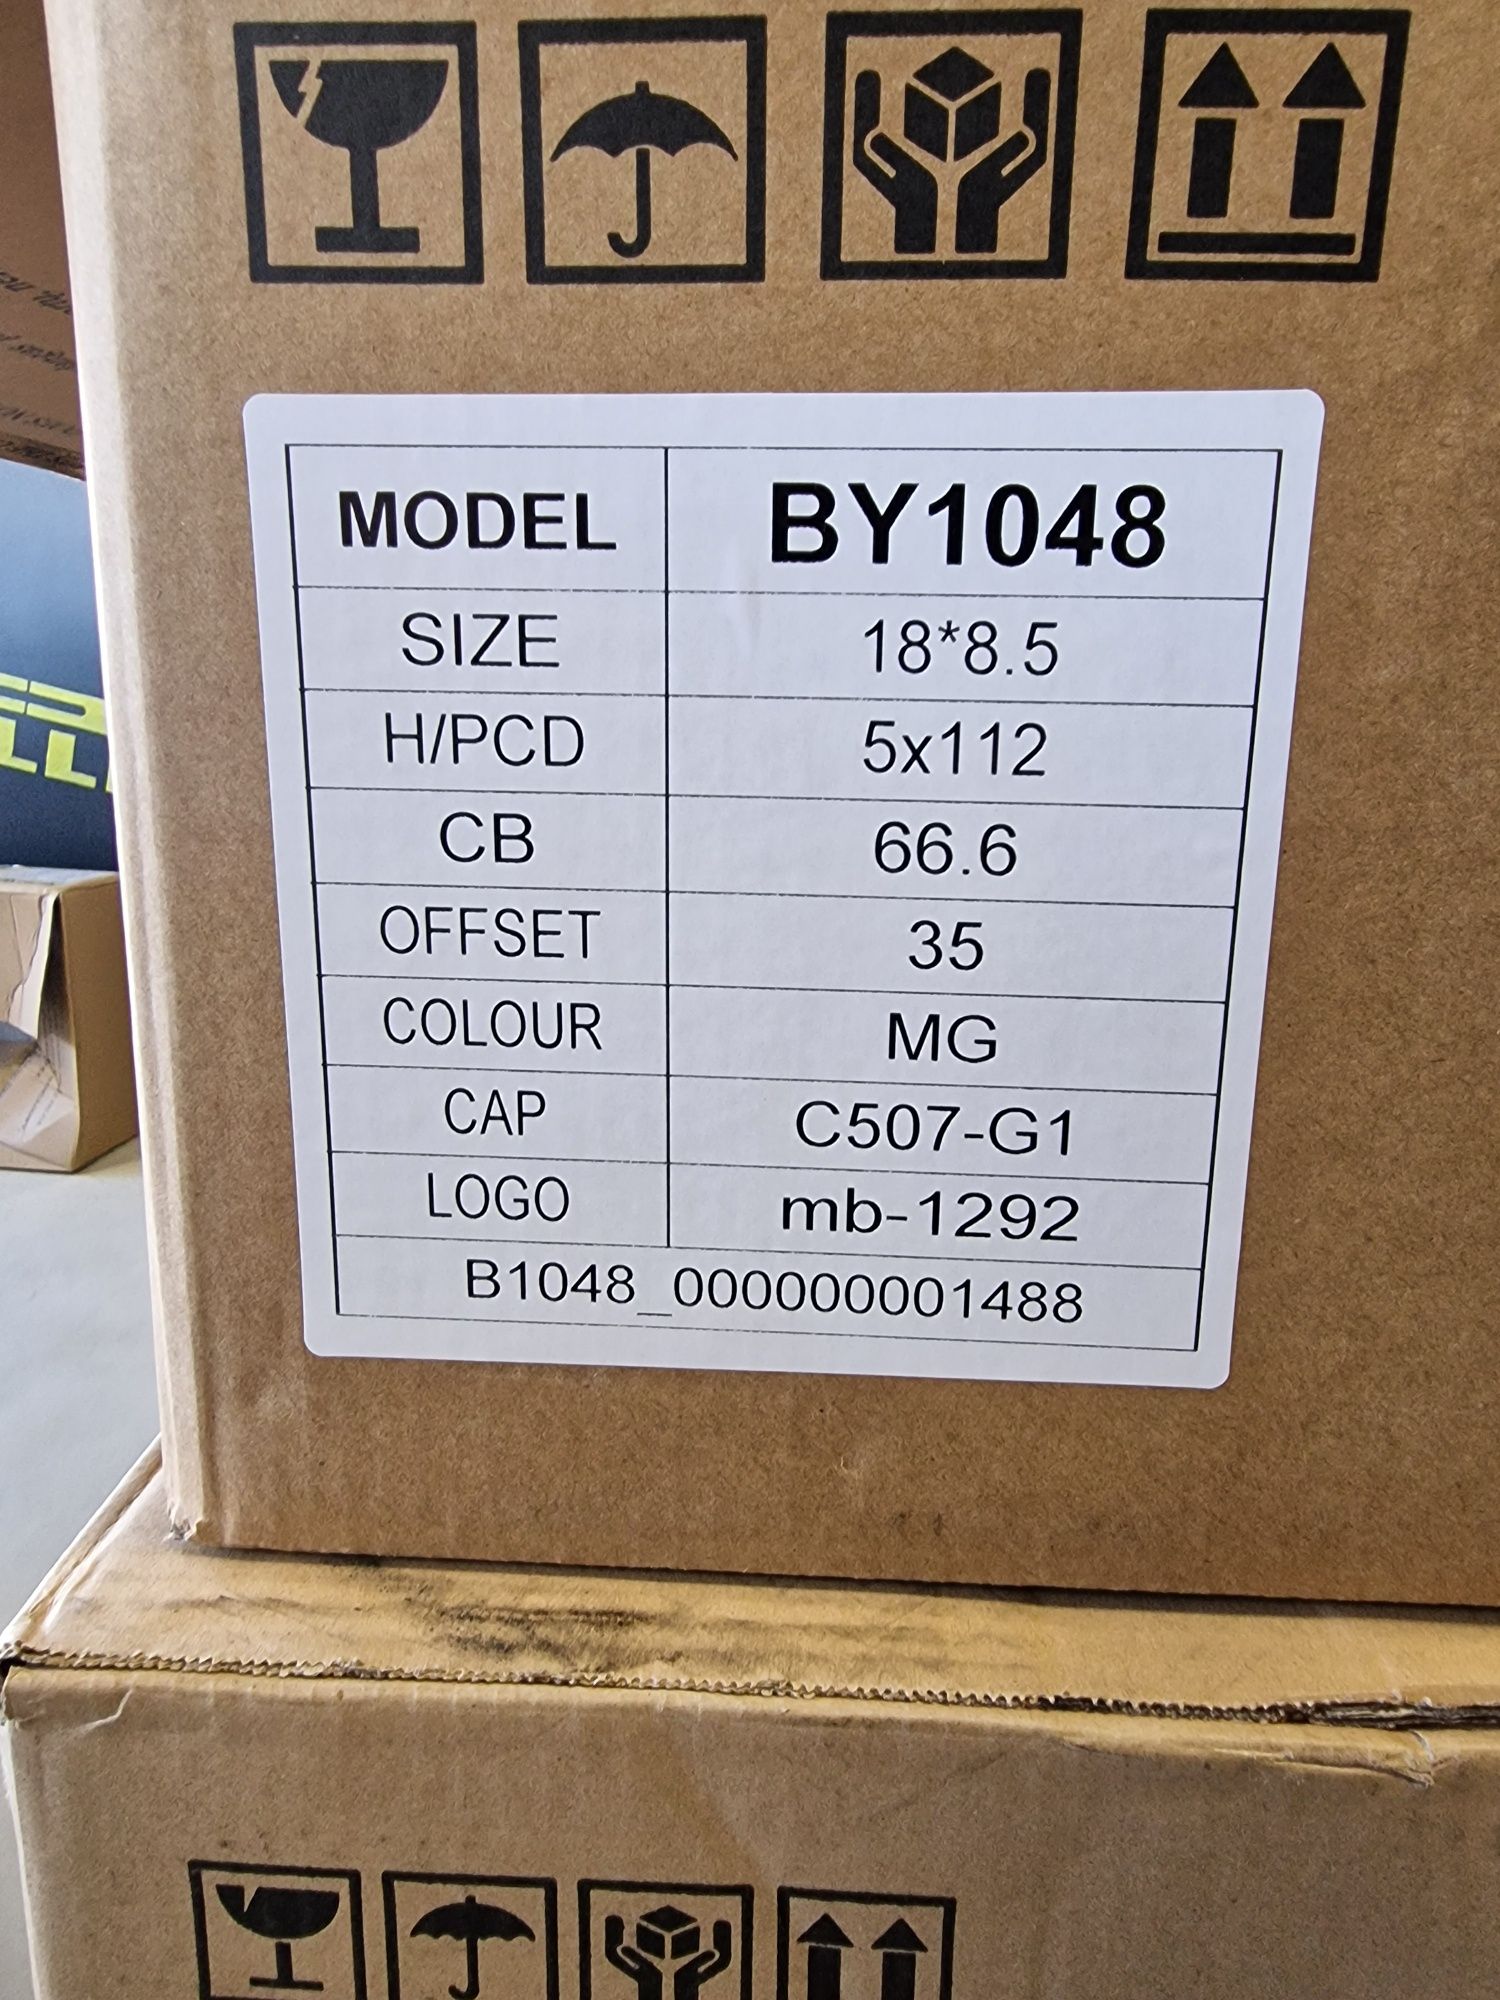 MODEL BY1048
SIZE 18*8.5
H/PCD 5x112
CB 66.6
OFFSET 35
COLOUR MG
CAP C507-G1
LOGO mb-1292
B1048_000000001488